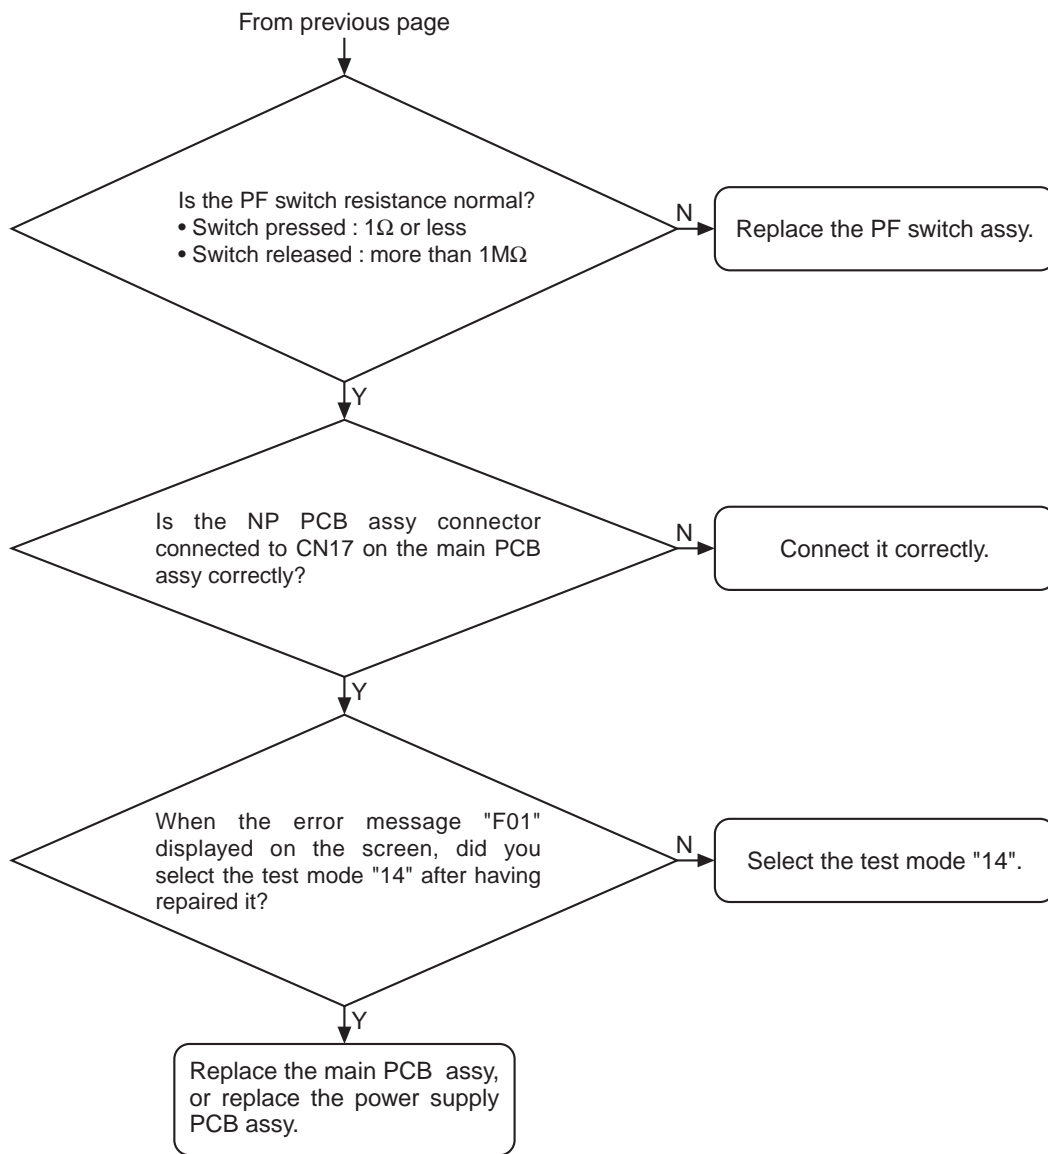 From previous page
Is the PF switch resistance normal?
• Switch pressed : 1Ω or less
• Switch released : more than 1MΩ
N
Replace the PF switch assy.
Y
Is the NP PCB assy connector
connected to CN17 on the main PCB
assy correctly?
N
Connect it correctly.
Y
When the error message "F01"
displayed on the screen, did you
select the test mode "14" after having
repaired it?
N
Select the test mode "14".
Y
Replace the main PCB assy,
or replace the power supply
PCB assy.